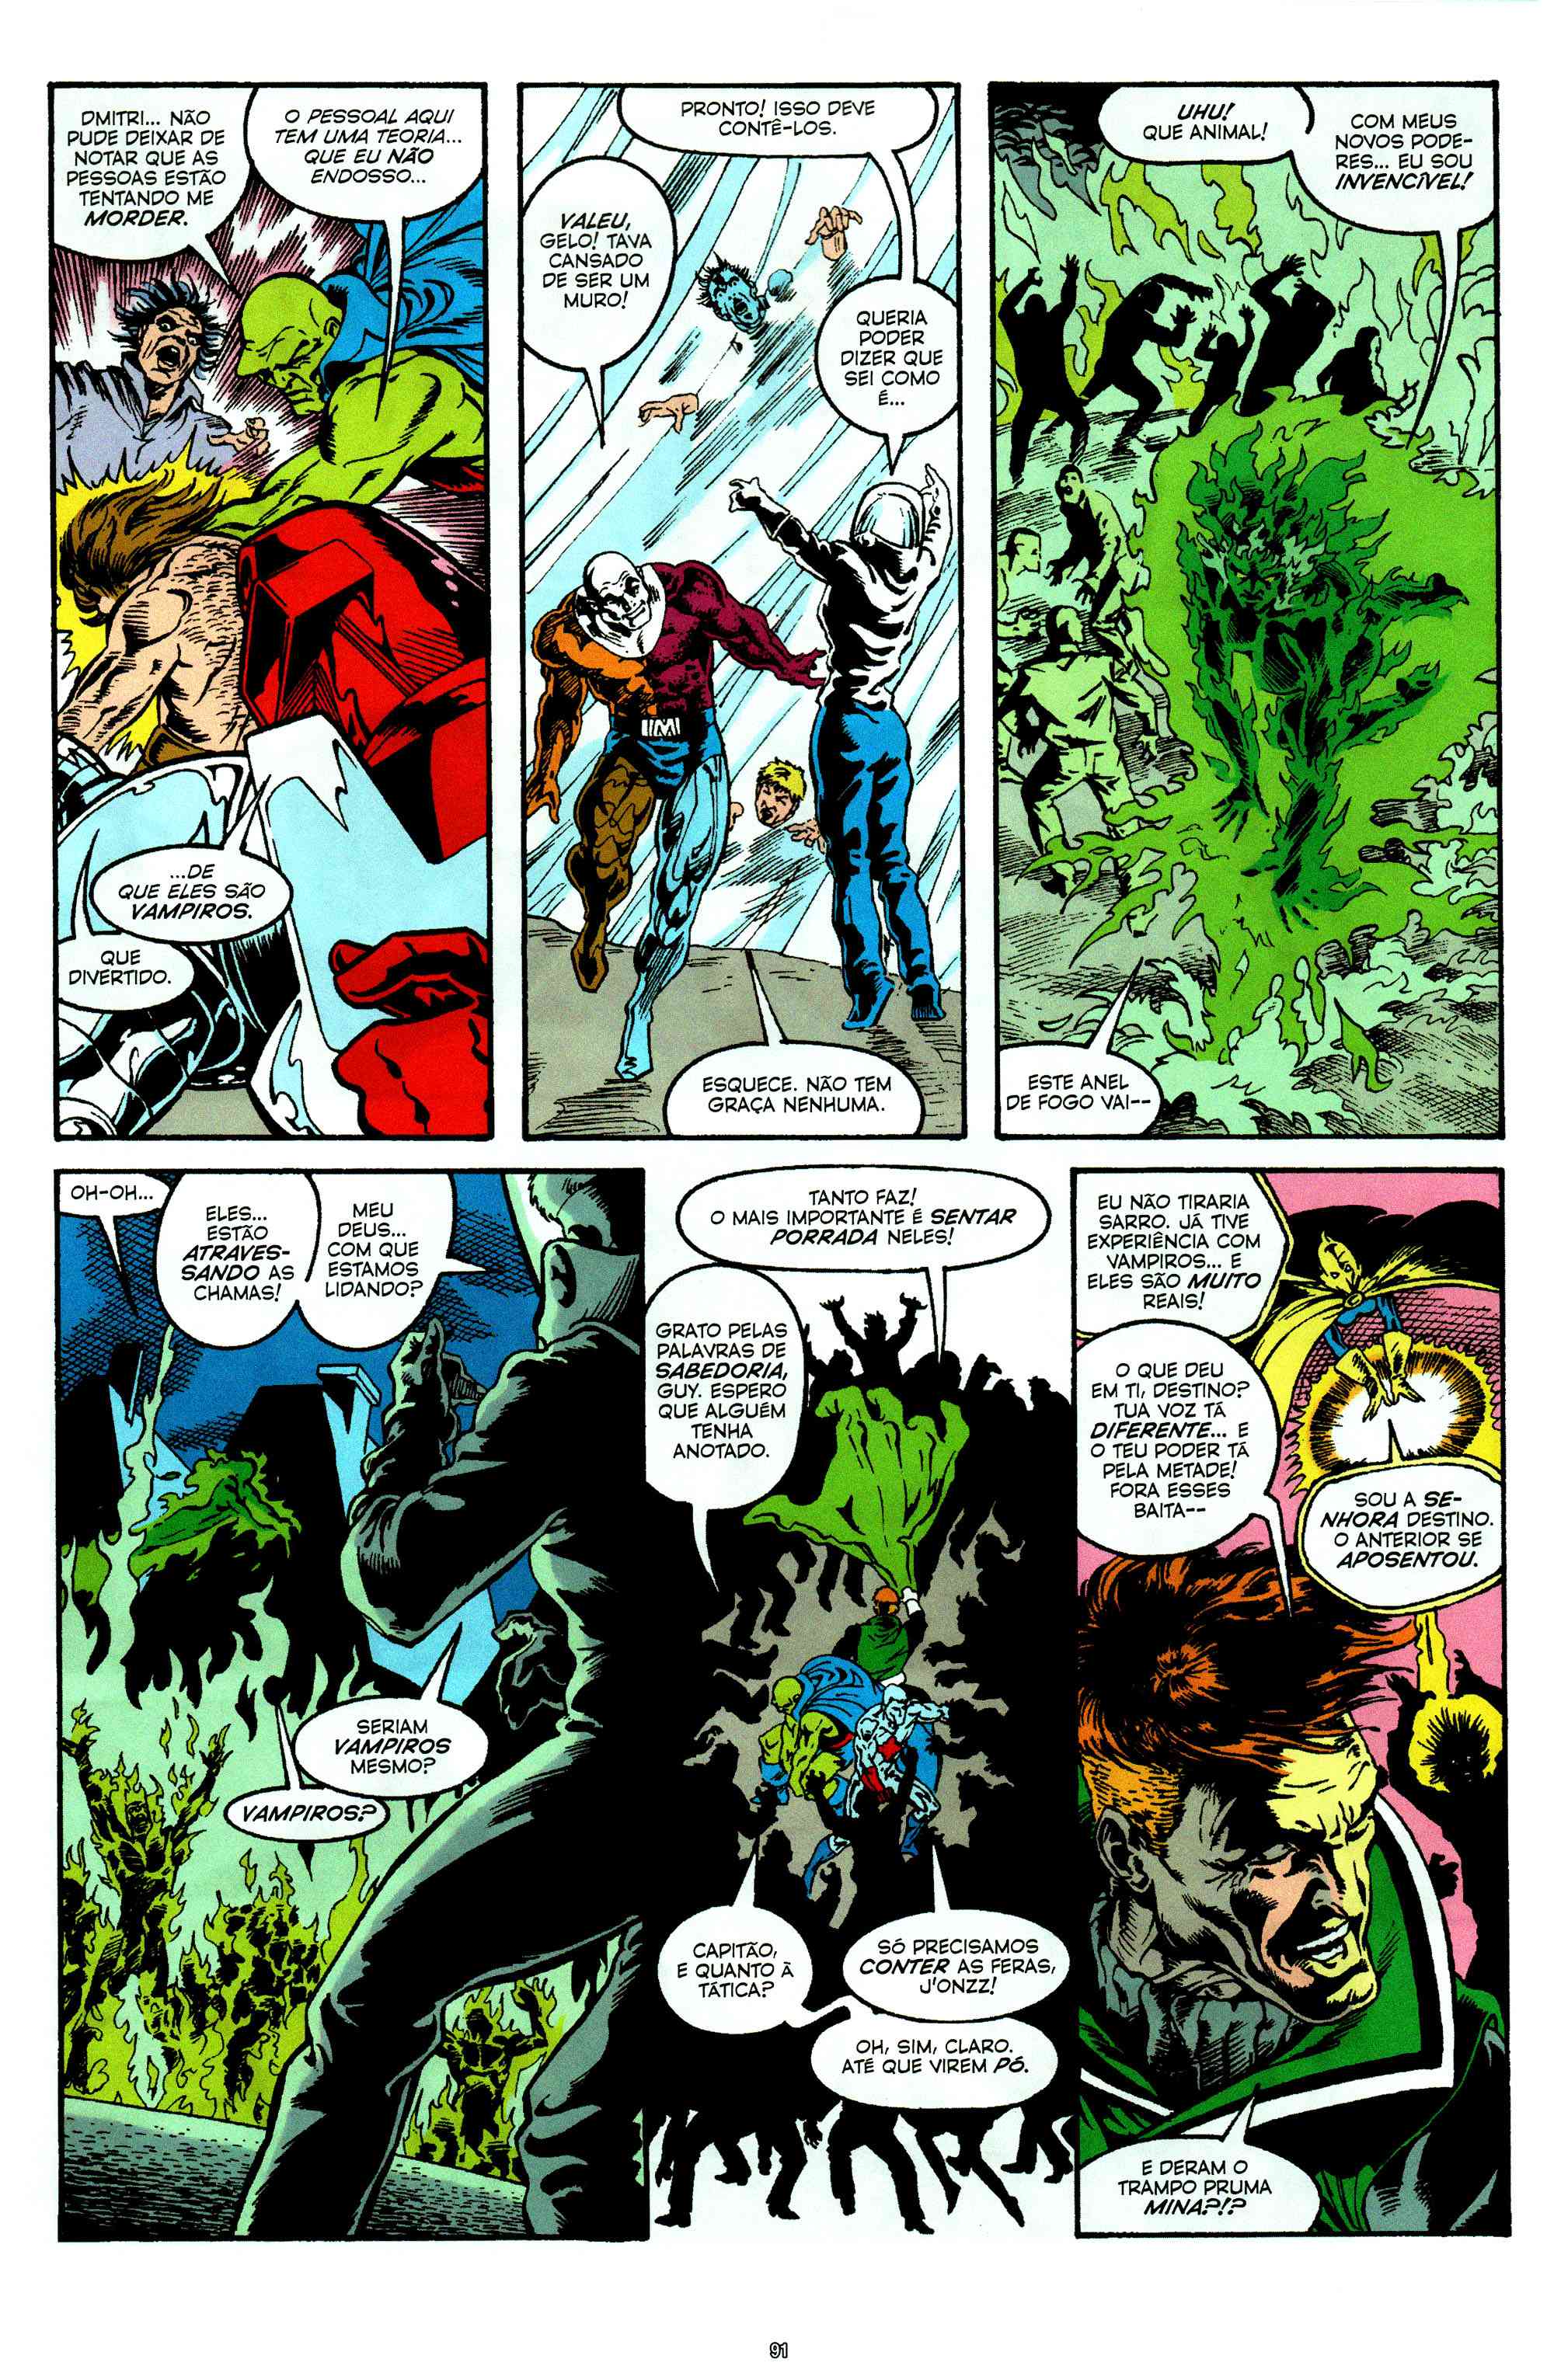 DMITRI... NÃO
PUDE DEIXAR DE
NOTAR QUE AS
PESSOAS ESTÃO
TENTANDO ME
MORDER.
O PESSOAL AQUI
TEM UMA TEORIA...
QUE EU NÃO
ENDOSSO...
...DE
QUE ELES SÃO
VAMPIROS.
QUE
DIVERTIDO.
PRONTO! ISSO DEVE
CONTÊ-LOS.
VALEU,
GELO! TAVA
CANSADO
DE SER UM
MURO!
QUERIA
PODER
DIZER QUE
SEI COMO
É...
M
ESQUECE. NÃO TEM
GRAÇA NENHUMA.
UHU!
QUE ANIMAL!
COM MEUS
NOVOS PODE-
RES... EU SOU
INVENCÍVEL!
ESTE ANEL
DE FOGO VAI--
OH-OH...
ELES...
ESTÃO
ATRAVES-
SANDO AS
CHAMAS!
MEU
DEUS...
COM QUE
ESTAMOS
LIDANDO?
SERIAM
VAMPIROS
MESMO?
VAMPIROS?
TANTO FAZ!
O MAIS IMPORTANTE É SENTAR
PORRADA NELES!
GRATO PELAS
PALAVRAS DE
SABEDORIA,
GUY. ESPERO
QUE ALGUÉM
TENHA
ANOTADO.
CAPITÃO,
E QUANTO À
TÁTICA?
SÓ PRECISAMOS
CONTER AS FERAS,
J'ONZZ!
OH, SIM, CLARO.
ATÉ QUE VIREM PÓ.
EU NÃO TIRARIA
SARRO. JÁ TIVE
EXPERIÊNCIA COM
VAMPIROS... E
ELES SÃO MUITO
REAIS!
O QUE DEU
EM TI, DESTINO?
TUA VOZ TÁ
DIFERENTE... E
O TEU PODER TÁ
PELA METADE!
FORA ESSES
BAITA--
SOU A SE-
NHORA DESTINO.
O ANTERIOR SE
APOSENTOU.
E DERAM O
TRAMPO PRUMA
MINA?!?
91